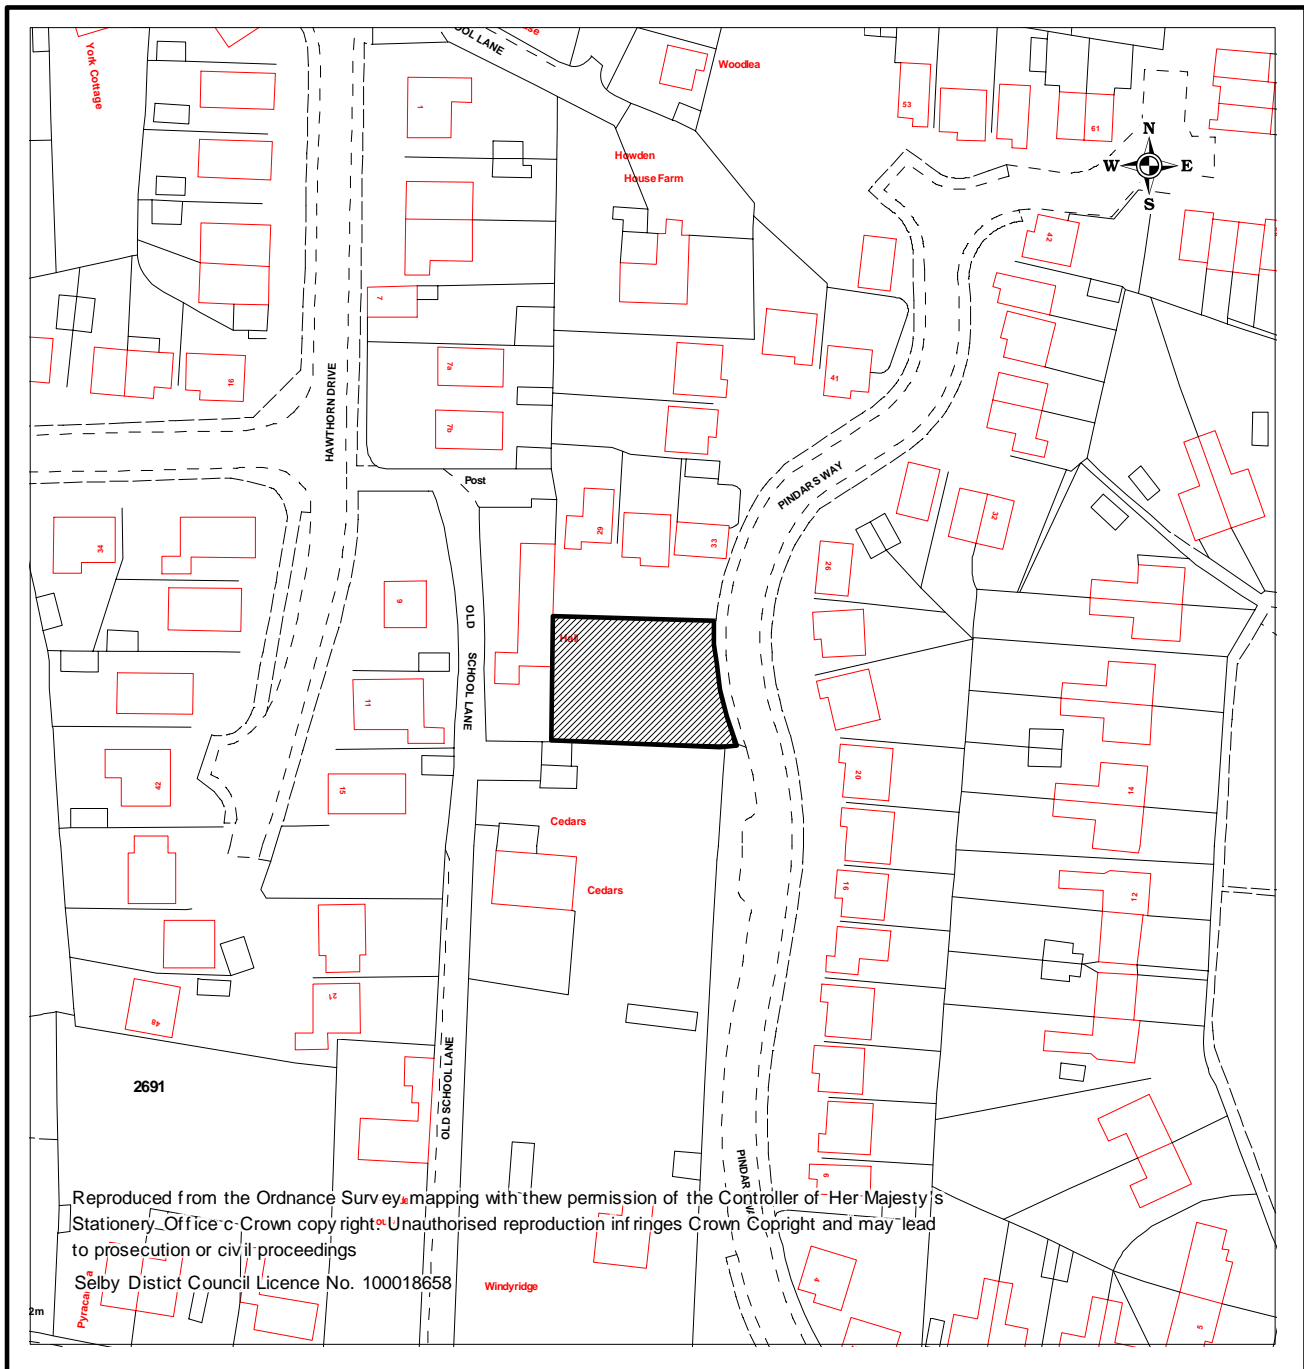 OOL LANE
York Cottage
Woodlea
1
53
61
N
W
E
S
Howden
House Farm
42
7
7a
41
16
HAWTHORN DRIVE
7b
PINDARS WAY
Post
32
29
33
34
26
9
OLD SCHOOL LANE
Hall
11
20
14
42
15
Cedars
16
12
Cedars
21
48
2691
OLD SCHOOL LANE
6
Reproduced from the Ordnance Survey mapping with thew permission of the Controller of Her Majesty's
Stationery Office c Crown copyright. Unauthorised reproduction infringes Crown Copright and may lead
to prosecution or civil proceedings
Selby Distict Council Licence No. 100018658
Windyridge
4
5
2m